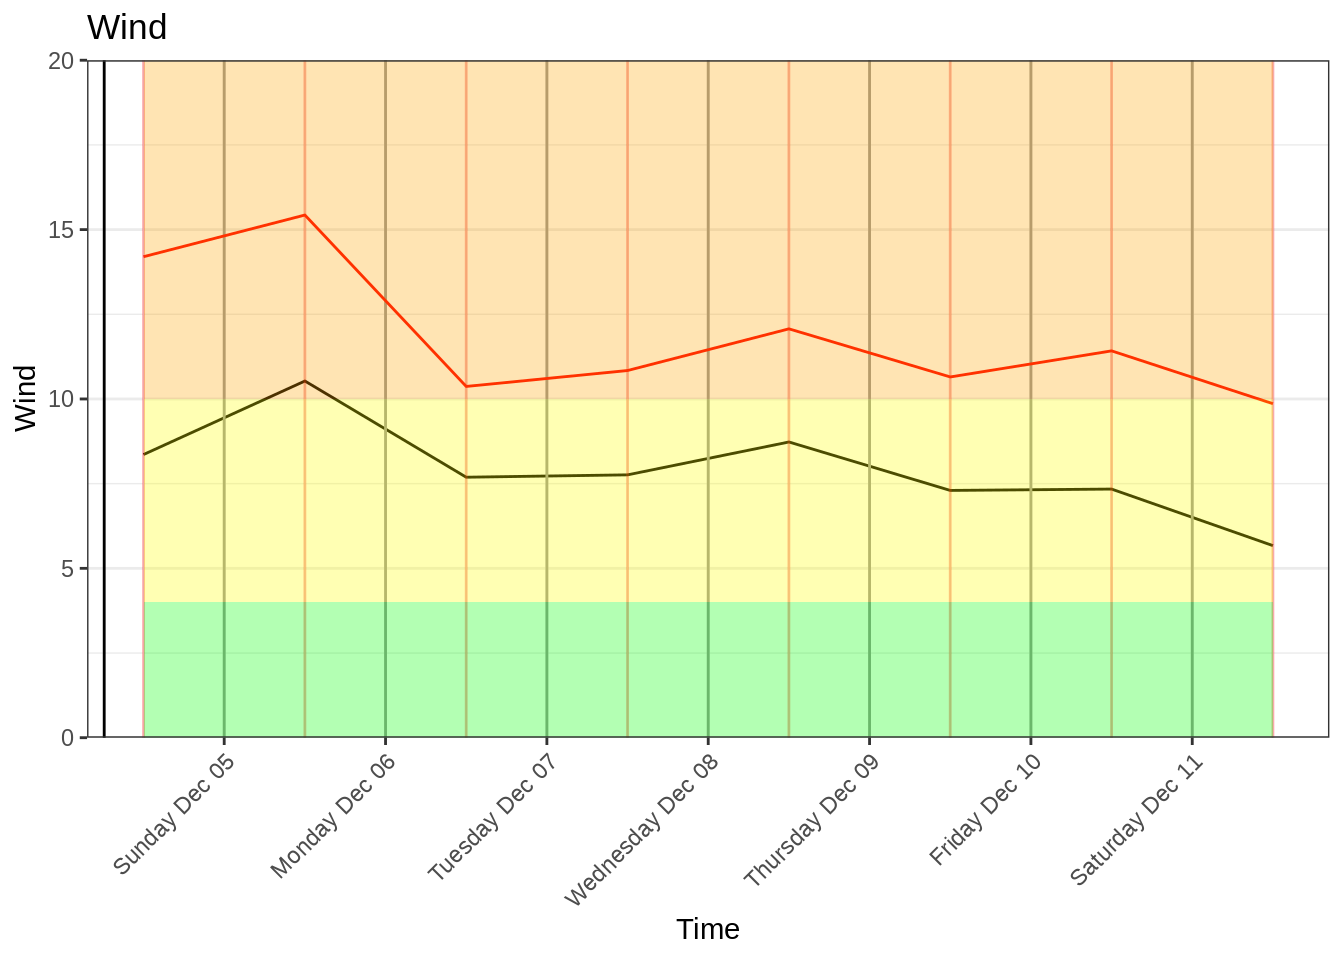 Wind
20
15
10
5
0
Wind
Sunday Dec 05
Monday Dec 06
Tuesday Dec 07
Wednesday Dec 08
Thursday Dec 09
Friday Dec 10
Saturday Dec 11
Time